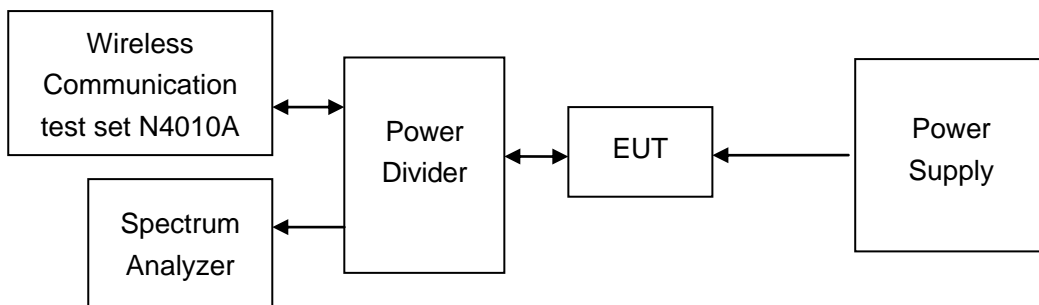 Wireless
Communication
test set N4010A
Spectrum
Analyzer
Power
Divider
EUT
Power
Supply